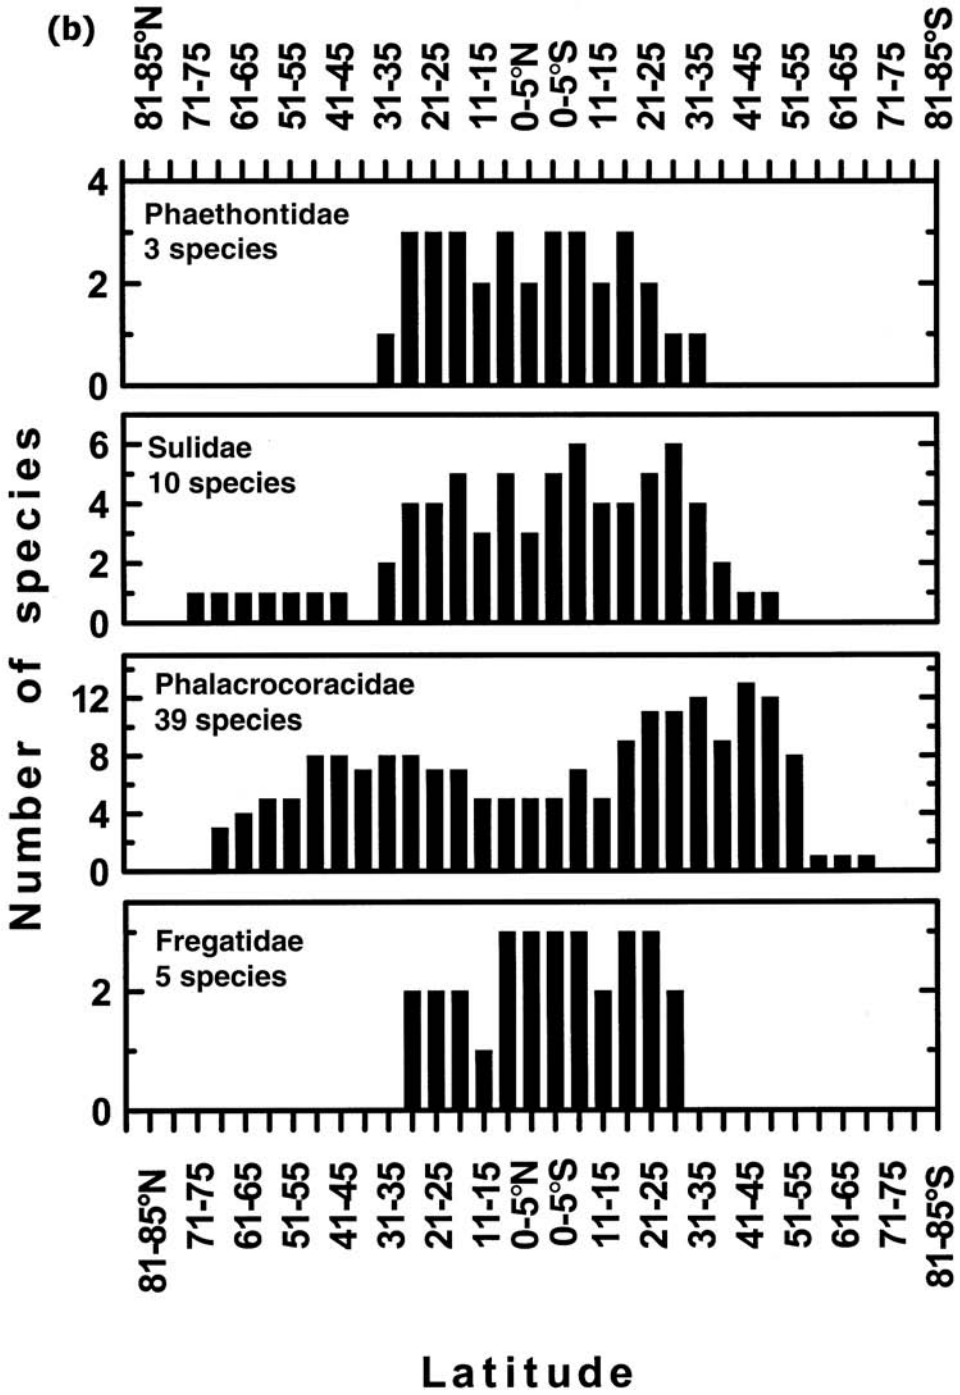 (b)
81-85°N 71-75 61-65 51-55 41-45 31-35 21-25 11-15 0-5°N 0-5°S 11-15 21-25 31-35 41-45 51-55 61-65 71-75 81-85°S
Number of species
4
2
0
Phaethontidae
3 species
6
4
2
0
Sulidae
10 species
12
8
4
0
Phalacrocoracidae
39 species
2
0
Fregatidae
5 species
81-85°N 71-75 61-65 51-55 41-45 31-35 21-25 11-15 0-5°N 0-5°S 11-15 21-25 31-35 41-45 51-55 61-65 71-75 81-85°S
Latitude